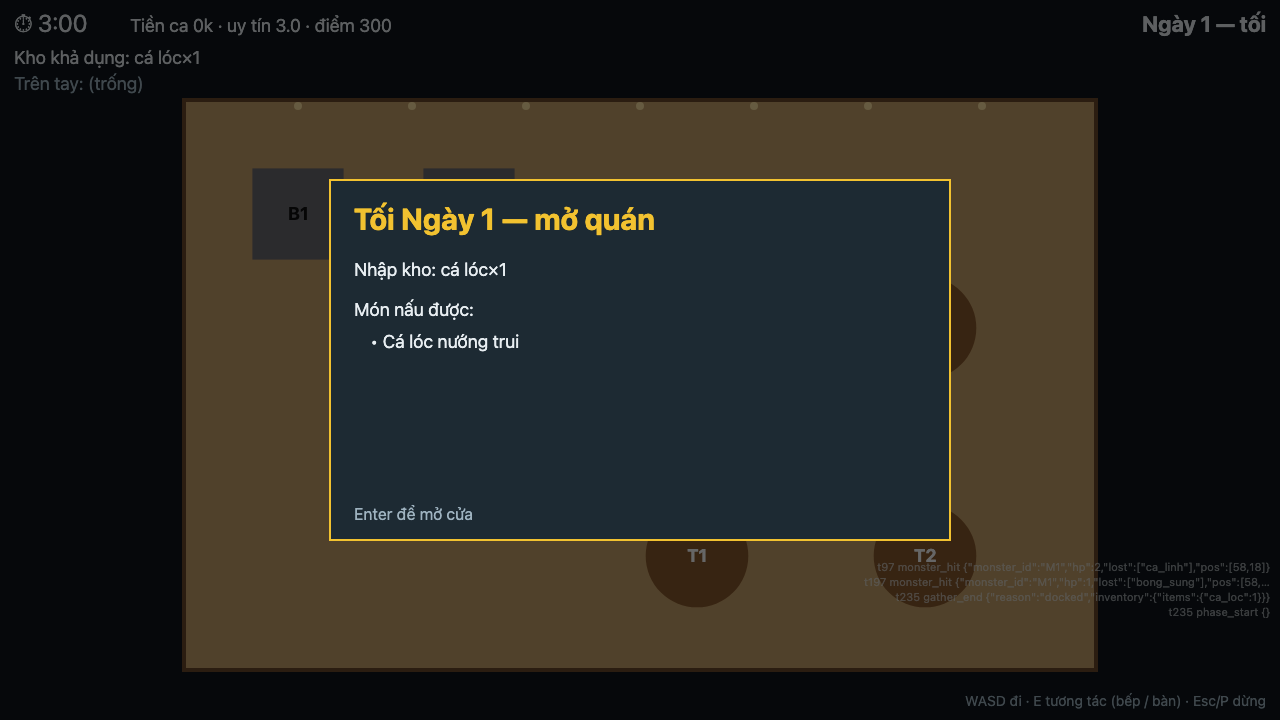 ⏱ 3:00 Tiền ca 0k · uy tín 3.0 · điểm 300 Ngày 1 — tối
Kho khả dụng: cá lóc×1
Trên tay: (trống)
B1
Tối Ngày 1 — mở quán
Nhập kho: cá lóc×1
Món nấu được:
• Cá lóc nướng trui
Enter để mở cửa
T1
T2
t97 monster_hit {"monster_id":"M1","hp":2,"lost":["ca_linh"],"pos":[58,18]}
t197 monster_hit {"monster_id":"M1","hp":1,"lost":["bong_sung"],"pos":[58,...
t235 gather_end {"reason":"docked","inventory":{"items":{"ca_loc":1}}}
t235 phase_start {}
WASD đi · E tương tác (bếp / bàn) · Esc/P dừng